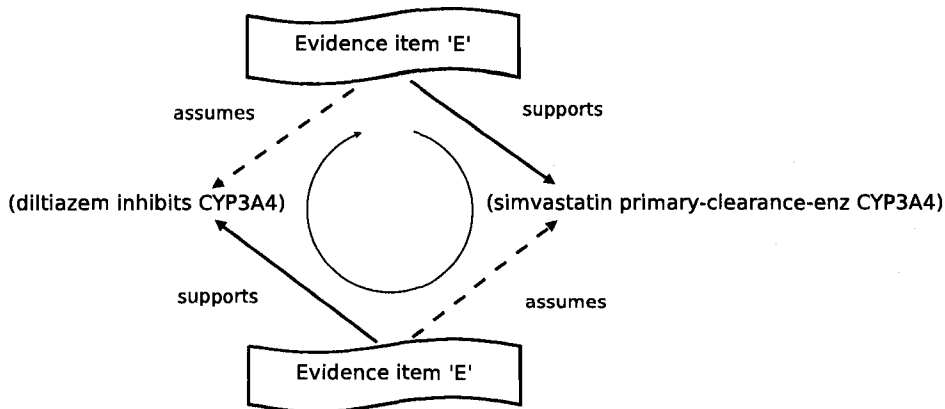 Evidence item 'E'
assumes
supports
(diltiazem inhibits CYP3A4)
(simvastatin primary-clearance-enz CYP3A4)
supports
assumes
Evidence item 'E'